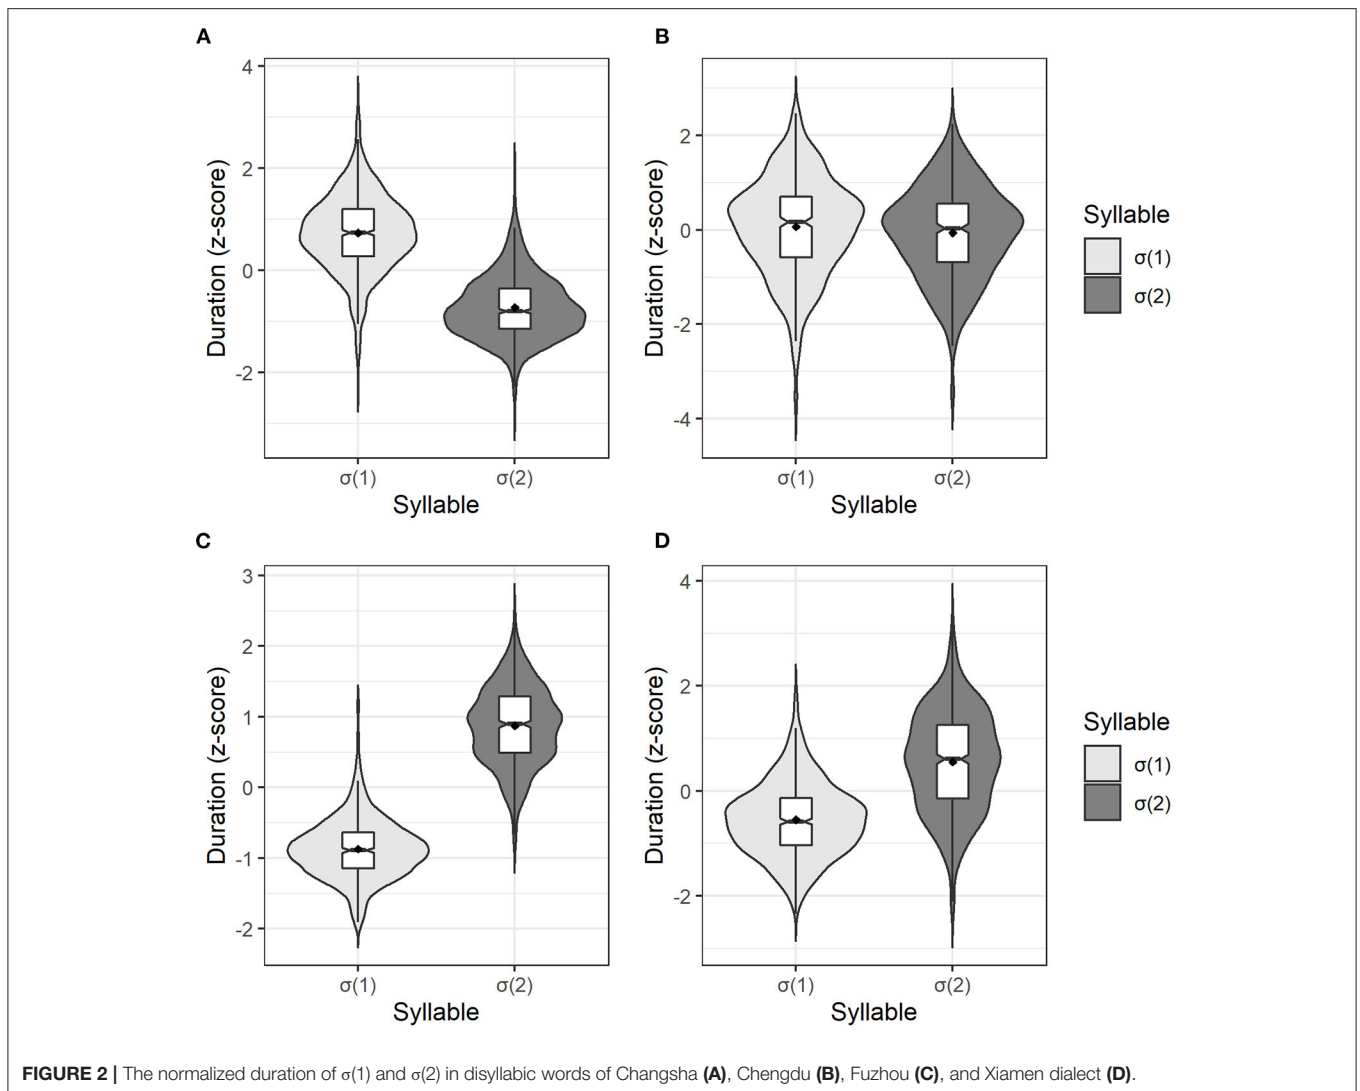 A
Duration (z-score)
4
2
0
-2
σ(1)
σ(2)
Syllable
B
Duration (z-score)
2
0
-2
-4
σ(1)
σ(2)
Syllable
Syllable
σ(1)
σ(2)
C
Duration (z-score)
3
2
1
0
-1
-2
σ(1)
σ(2)
Syllable
D
Duration (z-score)
4
2
0
-2
σ(1)
σ(2)
Syllable
Syllable
σ(1)
σ(2)
FIGURE 2 | The normalized duration of σ(1) and σ(2) in disyllabic words of Changsha (A), Chengdu (B), Fuzhou (C), and Xiamen dialect (D).